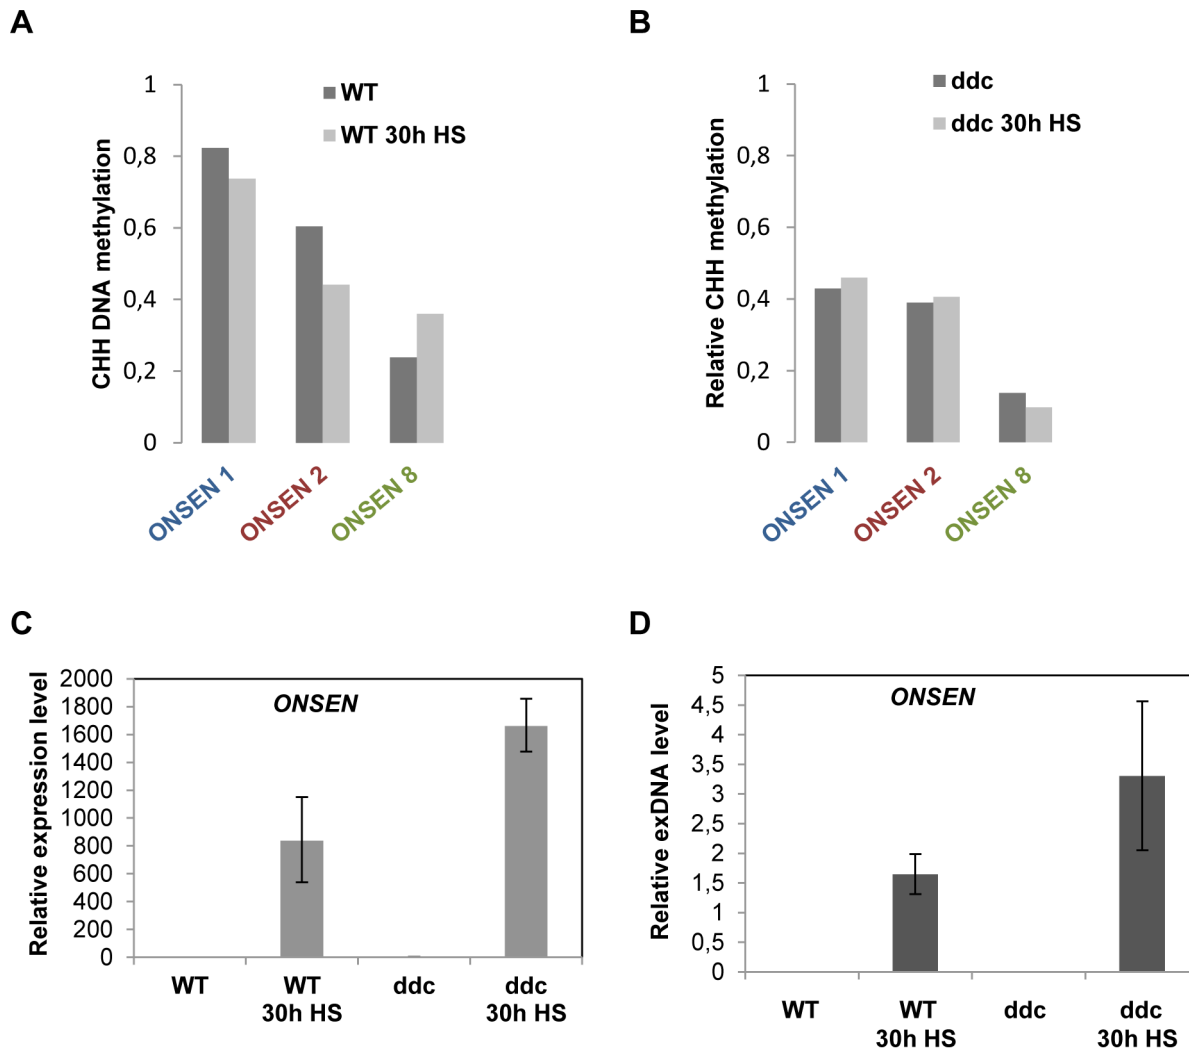 A
CHH DNA methylation
1
0,8
0,6
0,4
0,2
0
WT
WT 30h HS
ONSEN 1
ONSEN 2
ONSEN 8
B
Relative CHH methylation
1
0,8
0,6
0,4
0,2
0
ddc
ddc 30h HS
ONSEN 1
ONSEN 2
ONSEN 8
C
Relative expression level
2000
1800
1600
1400
1200
1000
800
600
400
200
0
ONSEN
WT
WT
30h HS
ddc
ddc
30h HS
D
Relative exDNA level
5
4,5
4
3,5
3
2,5
2
1,5
1
0,5
0
ONSEN
WT
WT
30h HS
ddc
ddc
30h HS